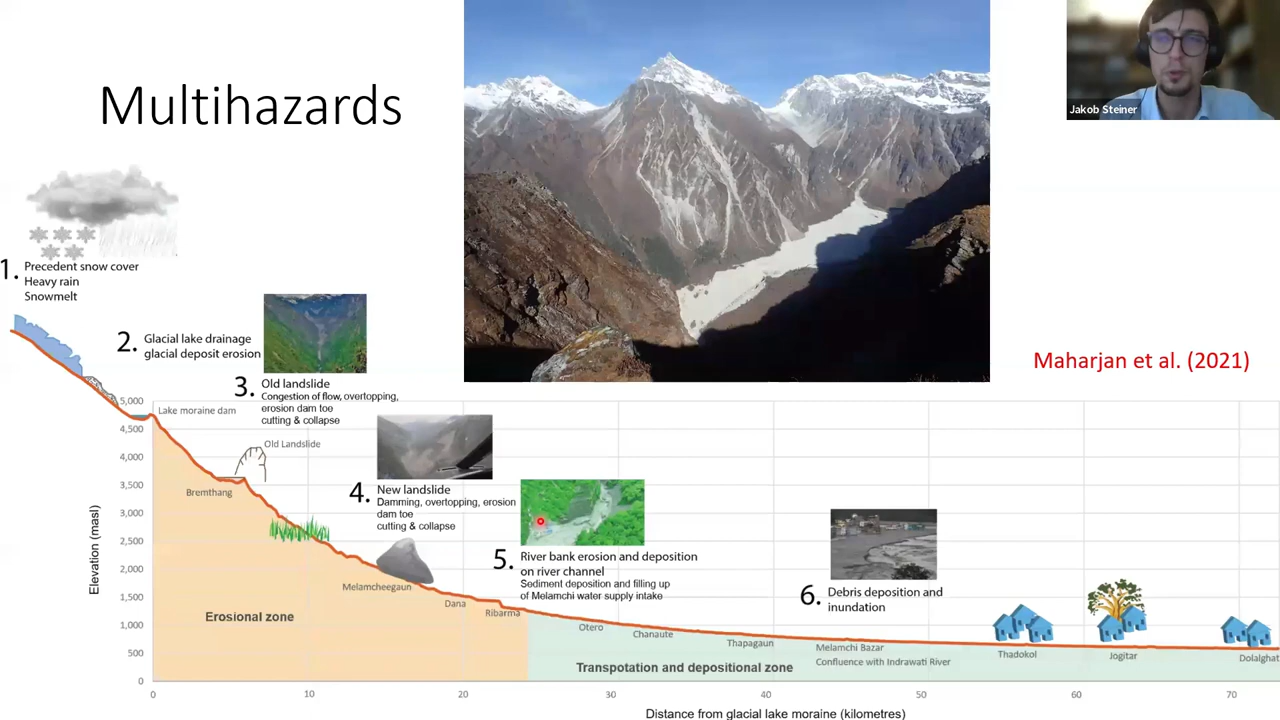 Multihazards
Jakob Steiner
1. Precedent snow cover
Heavy rain
Snowmelt
2. Glacial lake drainage
glacial deposit erosion
3. Old landslide
Congestion of flow, overtopping,
erosion dam toe
cutting & collapse
Maharjan et al. (2021)
4. New landslide
Damming, overtopping, erosion
dam toe
cutting & collapse
5. River bank erosion and deposition
on river channel
Sediment deposition and filling up
of Melamchi water supply intake
6. Debris deposition and
inundation
Elevation (masl)
5,000
4,500
4,000
3,500
3,000
2,500
2,000
1,500
1,000
500
0
Lake moraine dam
Old Landslide
Bremthang
Melamcheegaun
Dana
Ribarma
Otero
Chanaute
Thapagaun
Melamchi Bazar
Confluence with Indrawati River
Thadokol
Jogitar
Dolalghat
Erosional zone
Transpotation and depositional zone
0 10 20 30 40 50 60 70
Distance from glacial lake moraine (kilometres)